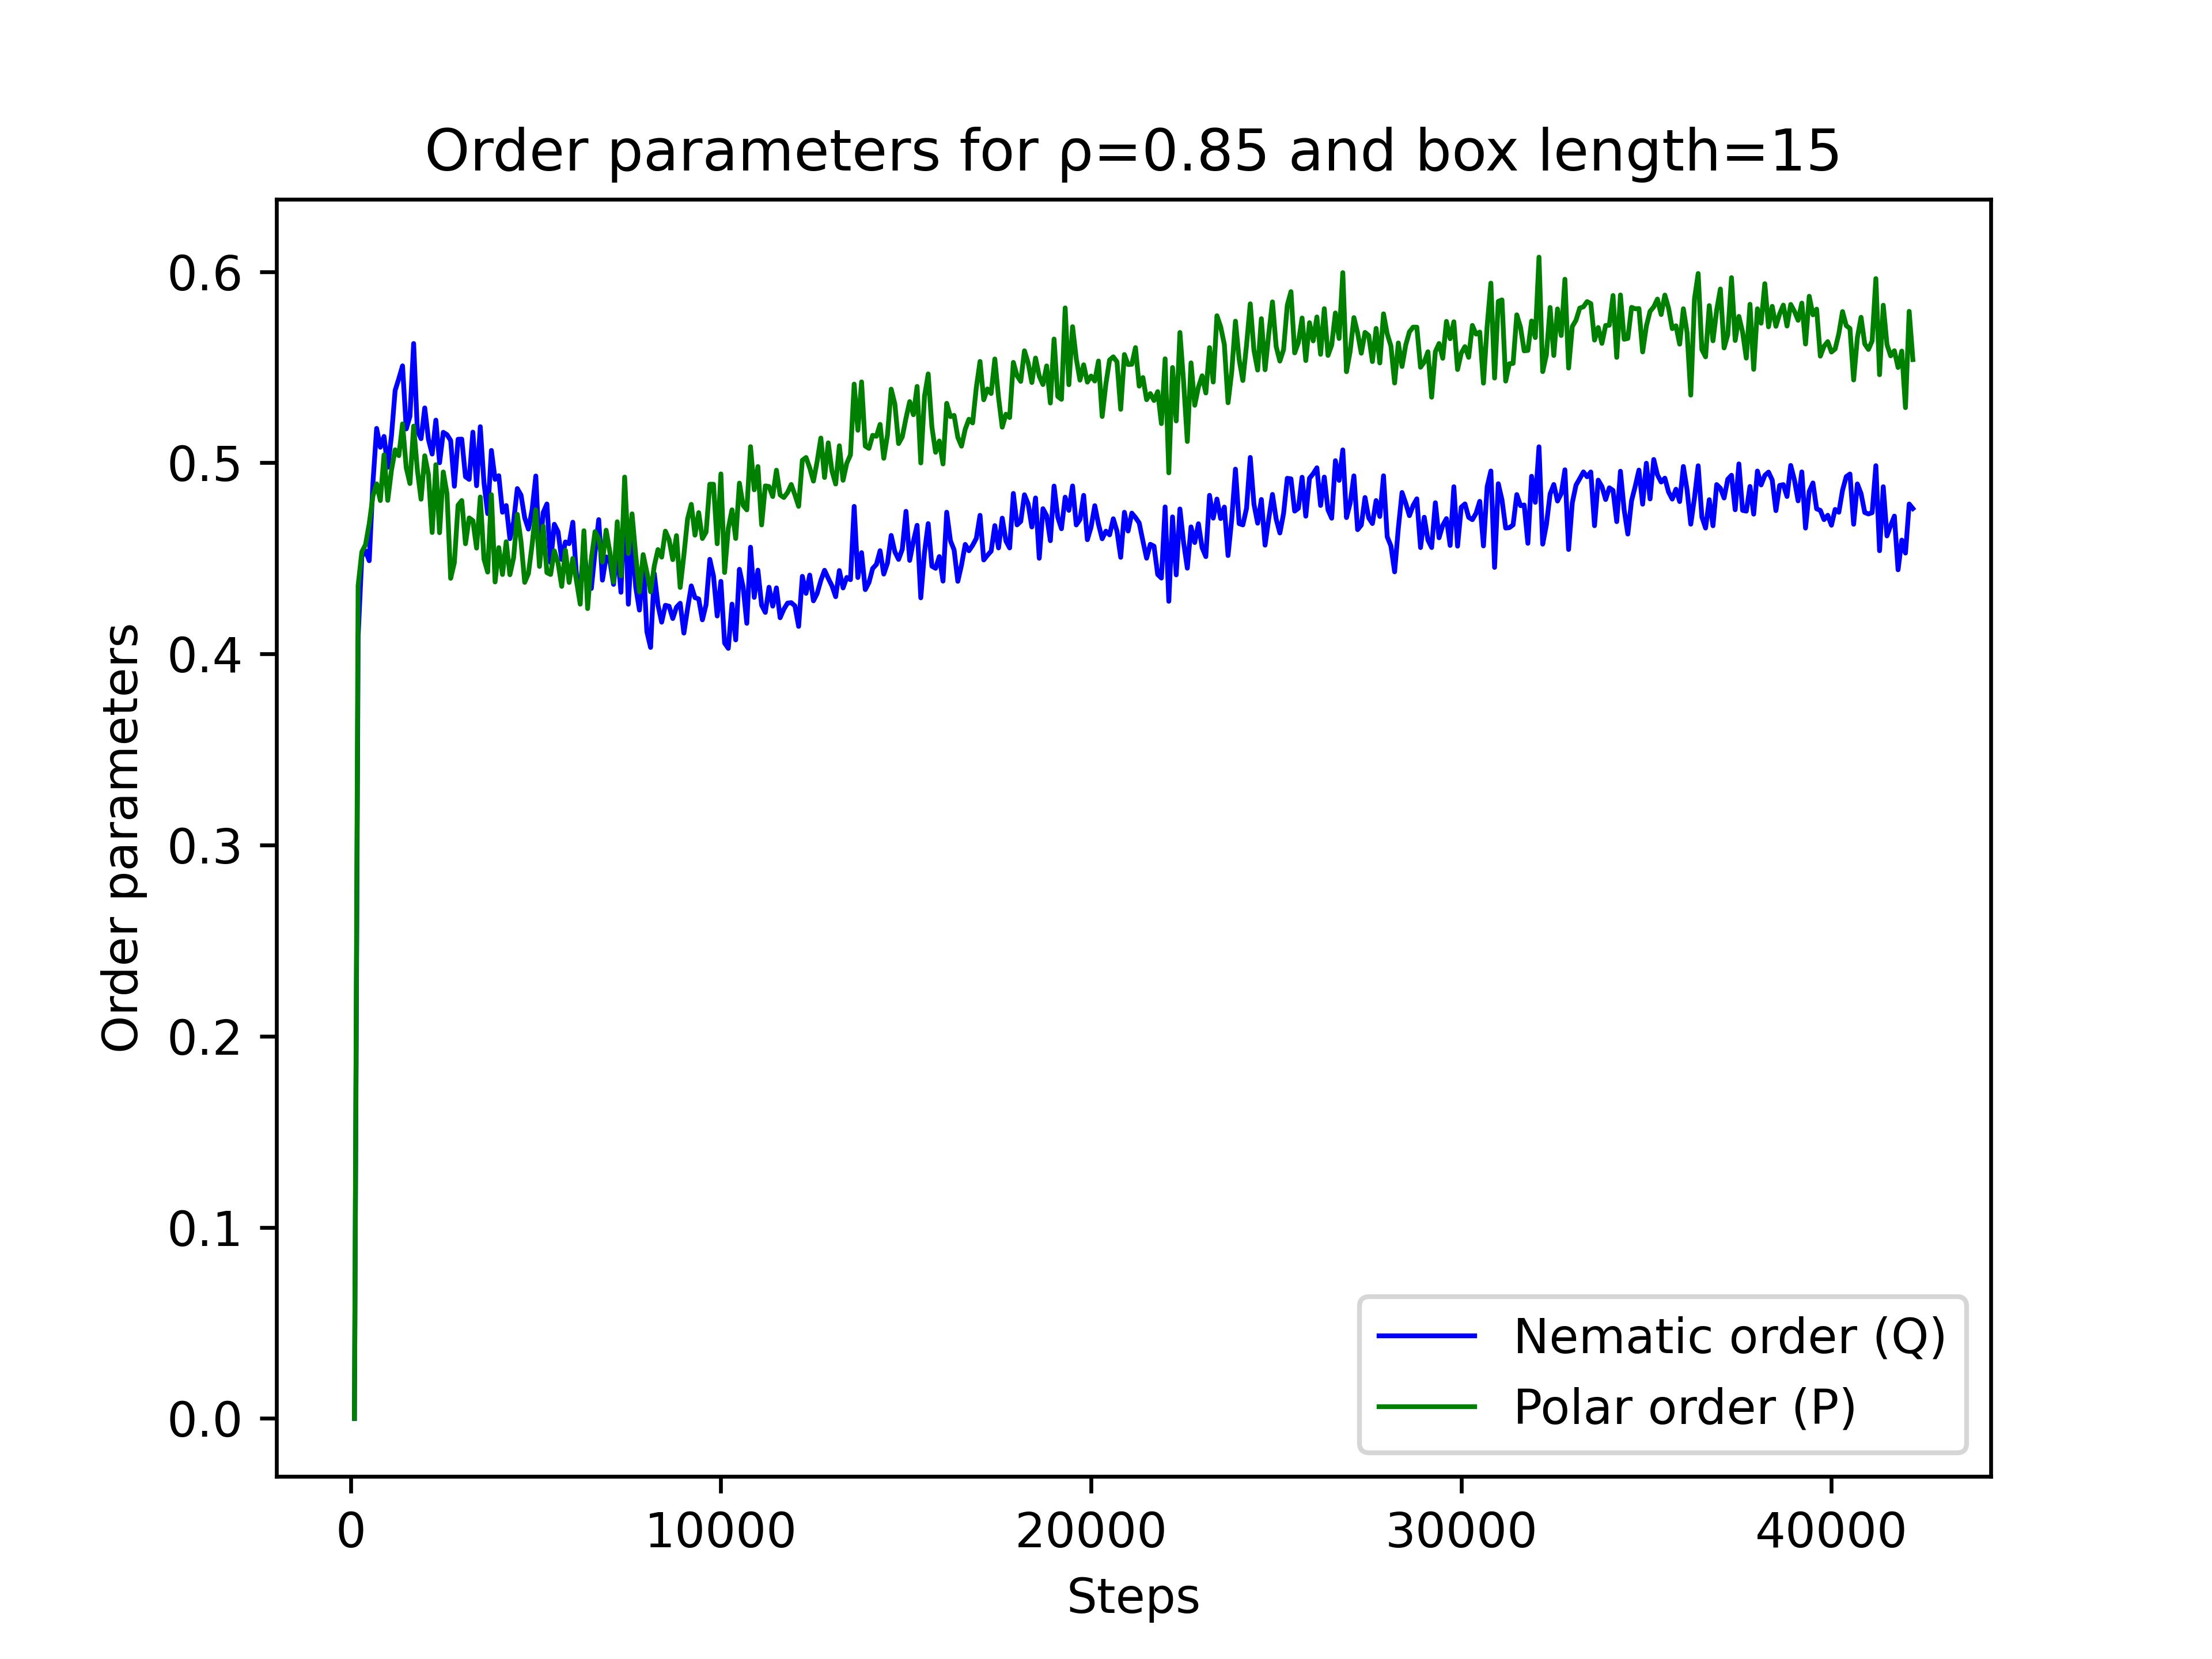 Order parameters for ρ=0.85 and box length=15
Order parameters
0.6
0.5
0.4
0.3
0.2
0.1
0.0
Nematic order (Q)
Polar order (P)
0 10000 20000 30000 40000
Steps